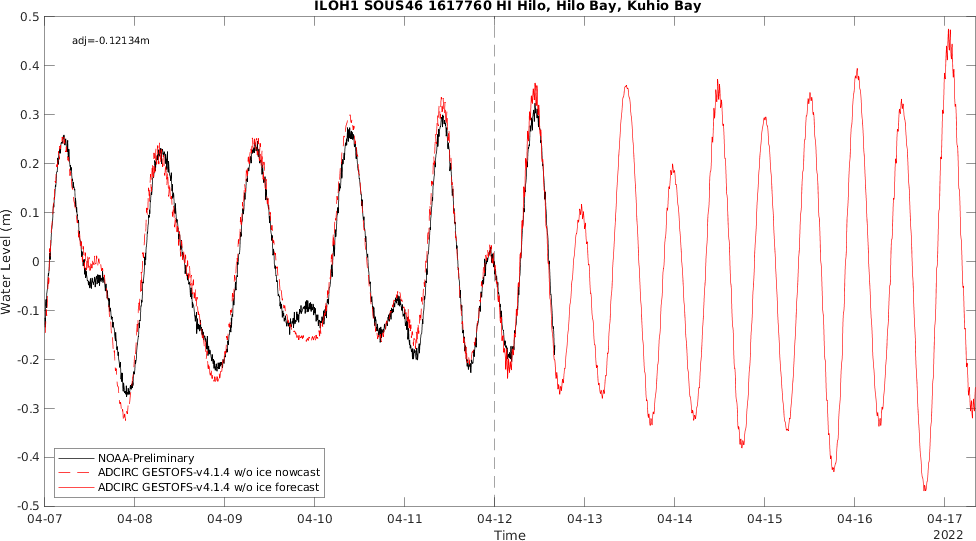 ILOH1 SOUS46 1617760 HI Hilo, Hilo Bay, Kuhio Bay
adj=-0.12134m
0.5
0.4
0.3
0.2
0.1
0
-0.1
-0.2
-0.3
-0.4
-0.5
Water Level (m)
NOAA-Preliminary
ADCIRC GESTOFS-v4.1.4 w/o ice nowcast
ADCIRC GESTOFS-v4.1.4 w/o ice forecast
04-07 04-08 04-09 04-10 04-11 04-12 04-13 04-14 04-15 04-16 04-17
Time 2022